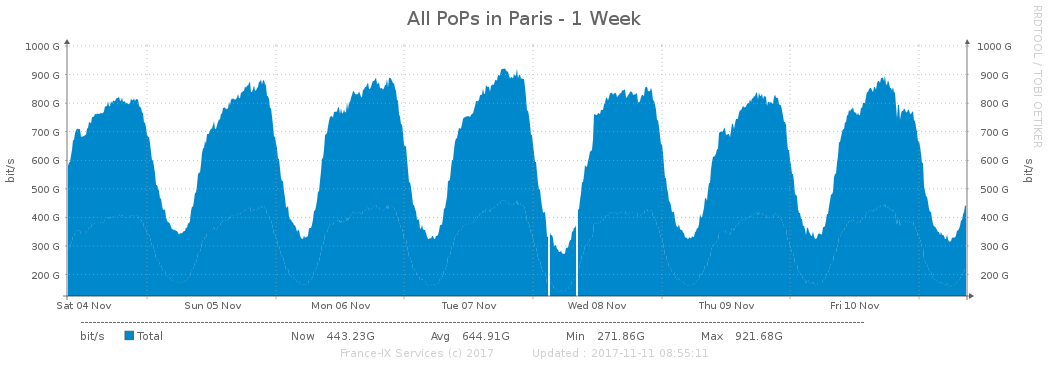 All PoPs in Paris - 1 Week
RRDTOOL / TOBI OETIKER
bit/s
1000 G
900 G
800 G
700 G
600 G
500 G
400 G
300 G
200 G
1000 G
900 G
800 G
700 G
600 G
500 G
400 G
300 G
200 G
bit/s
Sat 04 Nov Sun 05 Nov Mon 06 Nov Tue 07 Nov Wed 08 Nov Thu 09 Nov Fri 10 Nov
bit/s Total Now 443.23G Avg 644.91G Min 271.86G Max 921.68G
France-IX Services (c) 2017 Updated : 2017-11-11 08:55:11